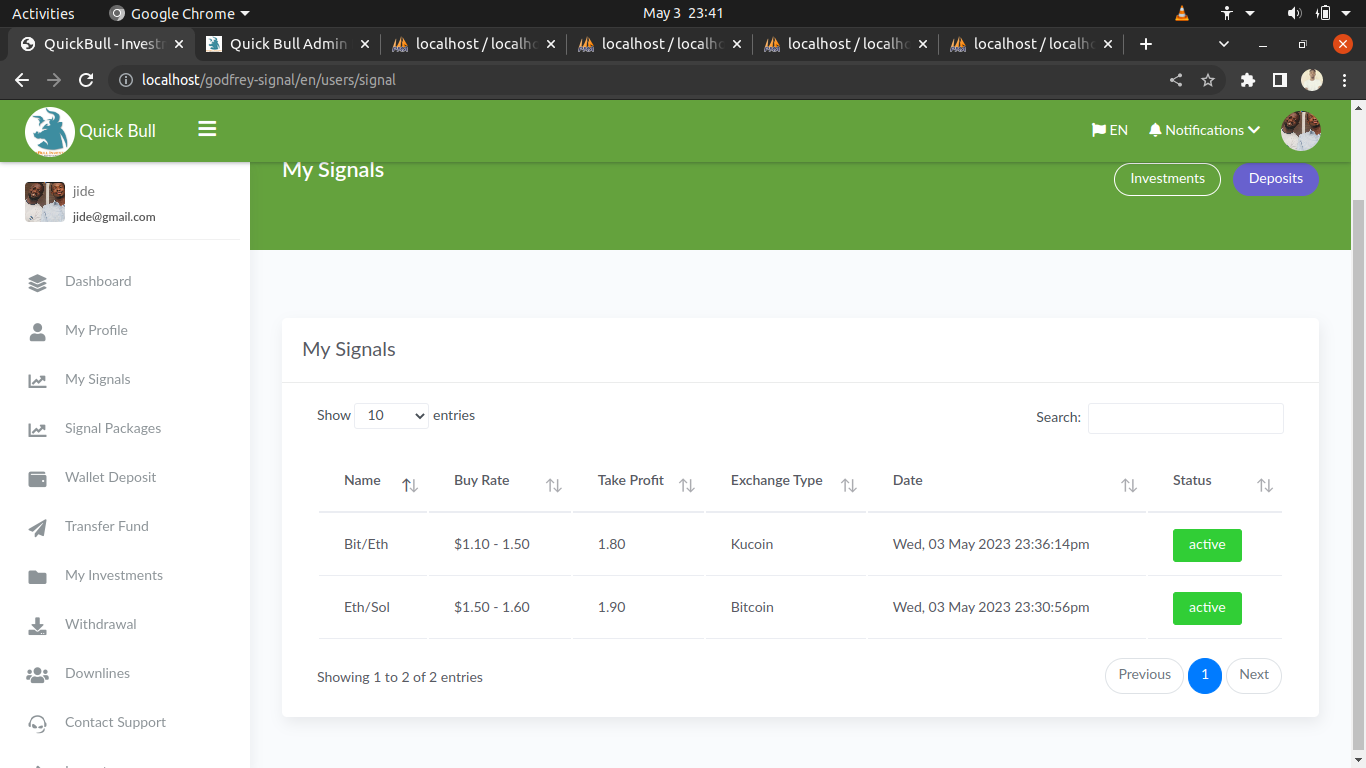 Activities Google Chrome May 3 23:41
QuickBull - Invest Quick Bull Admin localhost / localh localhost / localh localhost / localh localhost / localh
localhost/godfrey-signal/en/users/signal
Quick Bull EN Notifications
My Signals Investments Deposits
jide
jide@gmail.com
Dashboard
My Profile
My Signals
Signal Packages
Wallet Deposit
Transfer Fund
My Investments
Withdrawal
Downlines
Contact Support
My Signals
Show 10 entries Search:
Name Buy Rate Take Profit Exchange Type Date Status
Bit/Eth $1.10 - 1.50 1.80 Kucoin Wed, 03 May 2023 23:36:14pm active
Eth/Sol $1.50 - 1.60 1.90 Bitcoin Wed, 03 May 2023 23:30:56pm active
Showing 1 to 2 of 2 entries Previous 1 Next